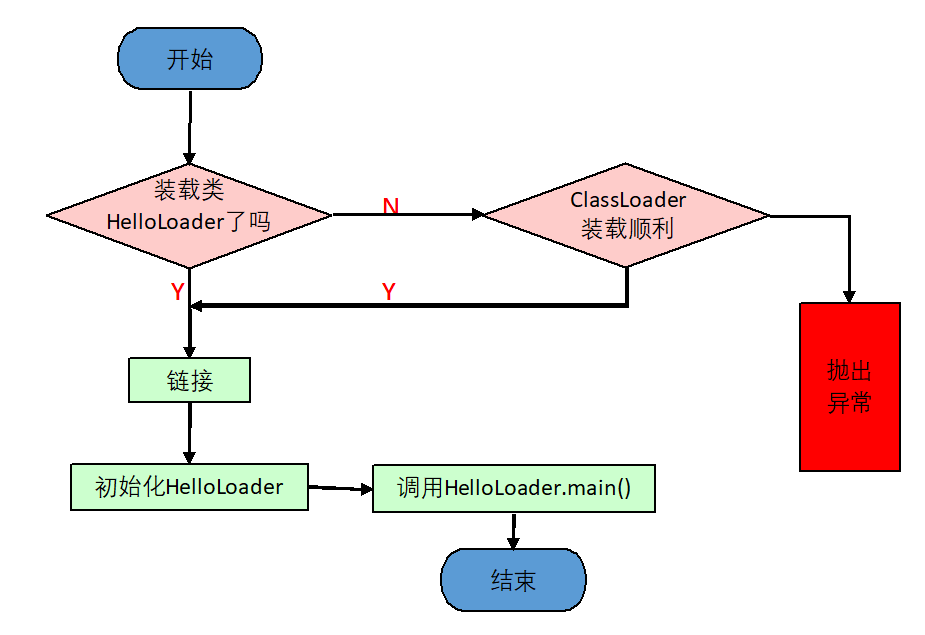 开始
装载类
HelloLoader了吗
N
ClassLoader
装载顺利
Y
Y
链接
抛出
异常
初始化HelloLoader
调用HelloLoader.main()
结束